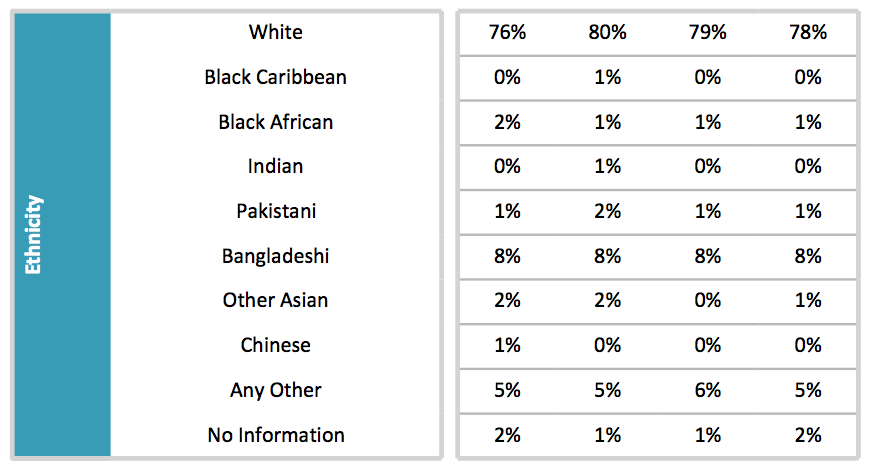 Ethnicity
White 76% 80% 79% 78%
Black Caribbean 0% 1% 0% 0%
Black African 2% 1% 1% 1%
Indian 0% 1% 0% 0%
Pakistani 1% 2% 1% 1%
Bangladeshi 8% 8% 8% 8%
Other Asian 2% 2% 0% 1%
Chinese 1% 0% 0% 0%
Any Other 5% 5% 6% 5%
No Information 2% 1% 1% 2%